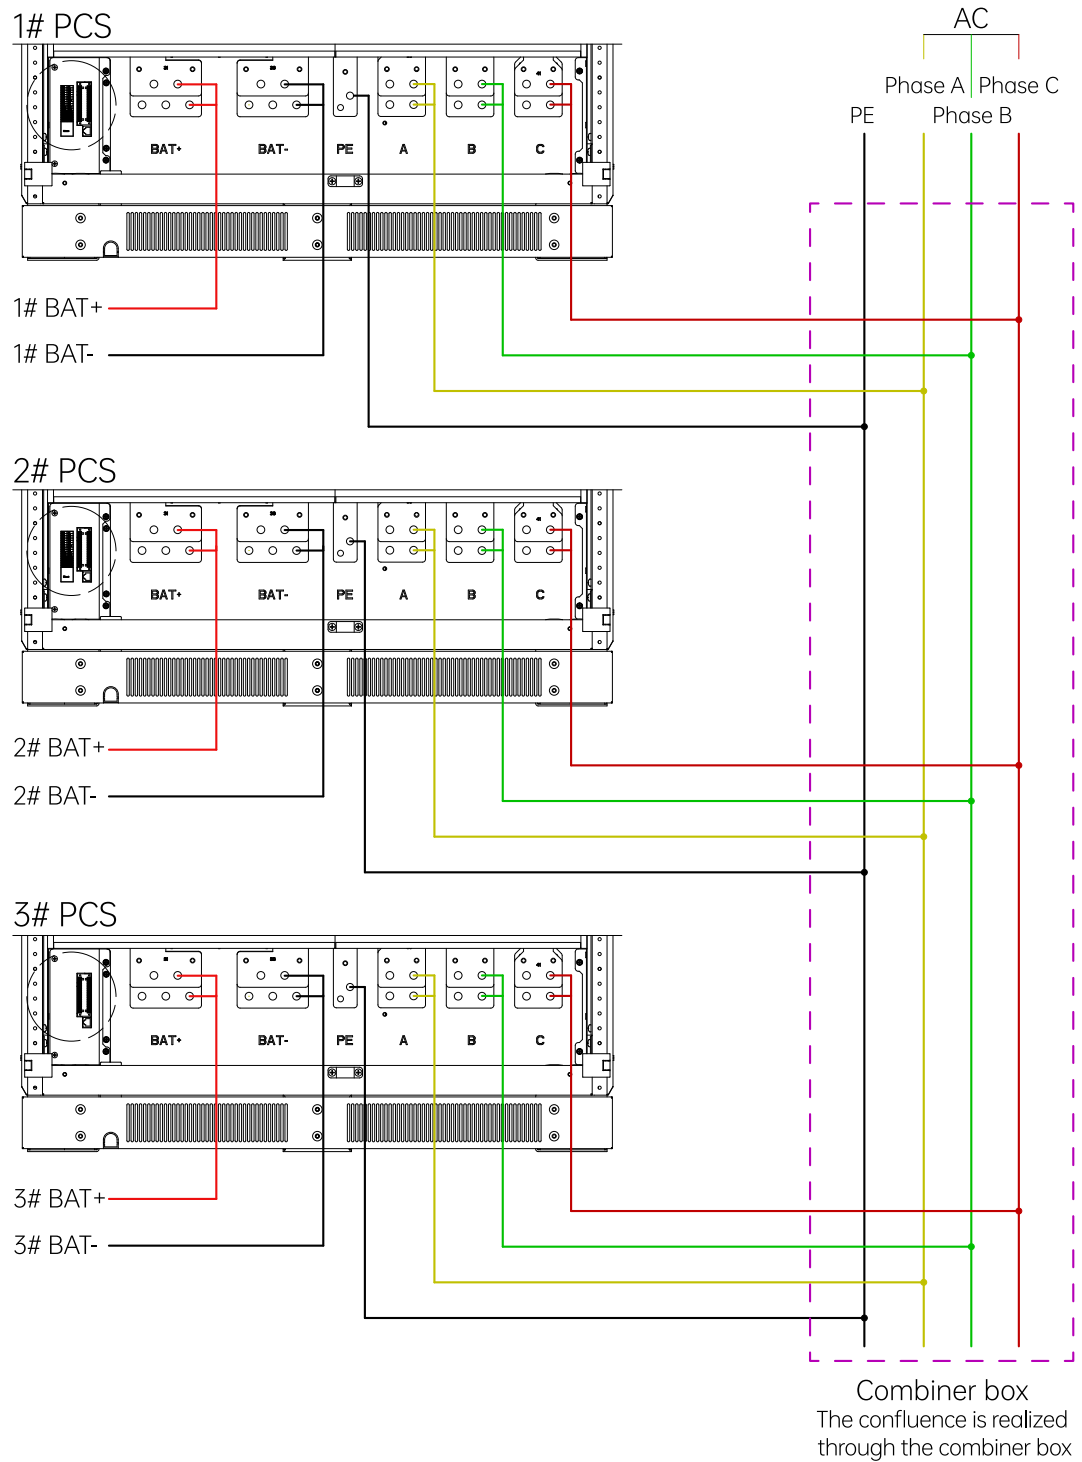 1# PCS
AC
Phase A
Phase C
PE
Phase B
BAT+
BAT-
PE
A
B
C
1# BAT+
1# BAT-
2# PCS
BAT+
BAT-
PE
A
B
C
2# BAT+
2# BAT-
3# PCS
BAT+
BAT-
PE
A
B
C
3# BAT+
3# BAT-
Combiner box
The confluence is realized
through the combiner box